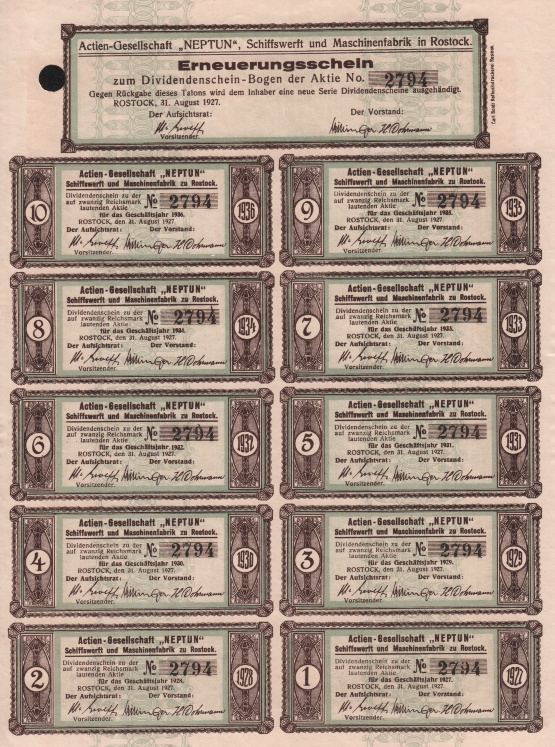 Actien-Gesellschaft „NEPTUN“, Schiffswerft und Maschinenfabrik in Rostock.
Erneuerungsschein
zum Dividendenschein-Bogen der Aktie No. 2794
Gegen Rückgabe dieses Talons wird dem Inhaber eine neue Serie Dividendenscheine ausgehändigt.
ROSTOCK, 31. August 1927.
Der Aufsichtsrat: Der Vorstand:
Vorsitzender.
10
Actien-Gesellschaft „NEPTUN“
Schiffswerft und Maschinenfabrik zu Rostock.
Dividendenschein zu der
auf zwanzig Reichsmark
lautenden Aktie
No 2794
für das Geschäftsjahr 1936.
ROSTOCK, den 31. August 1927.
Der Aufsichtsrat: Der Vorstand:
Vorsitzender.
1936
9
Actien-Gesellschaft „NEPTUN“
Schiffswerft und Maschinenfabrik zu Rostock.
Dividendenschein zu der
auf zwanzig Reichsmark
lautenden Aktie
No 2794
für das Geschäftsjahr 1935.
ROSTOCK, den 31. August 1927.
Der Aufsichtsrat: Der Vorstand:
Vorsitzender.
1935
8
Actien-Gesellschaft „NEPTUN“
Schiffswerft und Maschinenfabrik zu Rostock.
Dividendenschein zu der
auf zwanzig Reichsmark
lautenden Aktie
No 2794
für das Geschäftsjahr 1934.
ROSTOCK, den 31. August 1927.
Der Aufsichtsrat: Der Vorstand:
Vorsitzender.
1934
7
Actien-Gesellschaft „NEPTUN“
Schiffswerft und Maschinenfabrik zu Rostock.
Dividendenschein zu der
auf zwanzig Reichsmark
lautenden Aktie
No 2794
für das Geschäftsjahr 1933.
ROSTOCK, den 31. August 1927.
Der Aufsichtsrat: Der Vorstand:
Vorsitzender.
1933
6
Actien-Gesellschaft „NEPTUN“
Schiffswerft und Maschinenfabrik zu Rostock.
Dividendenschein zu der
auf zwanzig Reichsmark
lautenden Aktie
No 2794
für das Geschäftsjahr 1932.
ROSTOCK, den 31. August 1927.
Der Aufsichtsrat: Der Vorstand:
Vorsitzender.
1932
5
Actien-Gesellschaft „NEPTUN“
Schiffswerft und Maschinenfabrik zu Rostock.
Dividendenschein zu der
auf zwanzig Reichsmark
lautenden Aktie
No 2794
für das Geschäftsjahr 1931.
ROSTOCK, den 31. August 1927.
Der Aufsichtsrat: Der Vorstand:
Vorsitzender.
1931
4
Actien-Gesellschaft „NEPTUN“
Schiffswerft und Maschinenfabrik zu Rostock.
Dividendenschein zu der
auf zwanzig Reichsmark
lautenden Aktie
No 2794
für das Geschäftsjahr 1930.
ROSTOCK, den 31. August 1927.
Der Aufsichtsrat: Der Vorstand:
Vorsitzender.
1930
3
Actien-Gesellschaft „NEPTUN“
Schiffswerft und Maschinenfabrik zu Rostock.
Dividendenschein zu der
auf zwanzig Reichsmark
lautenden Aktie
No 2794
für das Geschäftsjahr 1929.
ROSTOCK, den 31. August 1927.
Der Aufsichtsrat: Der Vorstand:
Vorsitzender.
1929
2
Actien-Gesellschaft „NEPTUN“
Schiffswerft und Maschinenfabrik zu Rostock.
Dividendenschein zu der
auf zwanzig Reichsmark
lautenden Aktie
No 2794
für das Geschäftsjahr 1928.
ROSTOCK, den 31. August 1927.
Der Aufsichtsrat: Der Vorstand:
Vorsitzender.
1928
1
Actien-Gesellschaft „NEPTUN“
Schiffswerft und Maschinenfabrik zu Rostock.
Dividendenschein zu der
auf zwanzig Reichsmark
lautenden Aktie
No 2794
für das Geschäftsjahr 1927.
ROSTOCK, den 31. August 1927.
Der Aufsichtsrat: Der Vorstand:
Vorsitzender.
1927